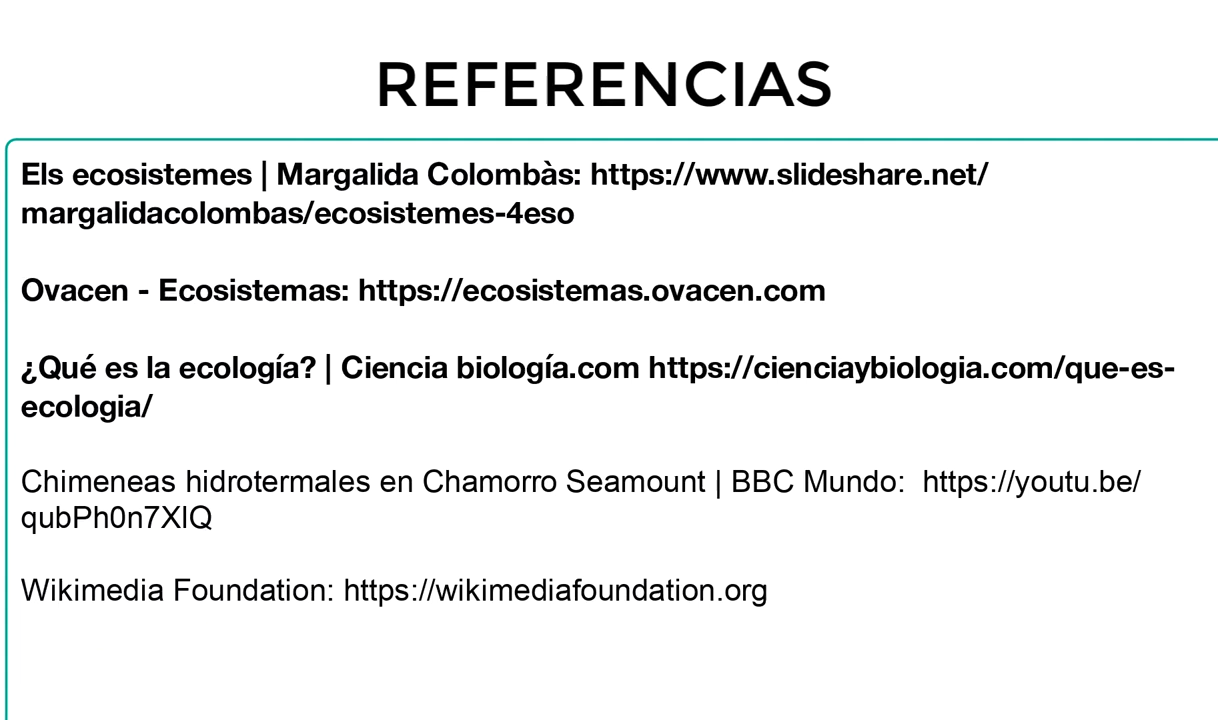 REFERENCIAS
Els ecosistemes | Margalida Colombàs: https://www.slideshare.net/
margalidacolombas/ecosistemes-4eso
Ovacen - Ecosistemas: https://ecosistemas.ovacen.com
¿Qué es la ecología? | Ciencia biología.com https://cienciaybiologia.com/que-es-
ecologia/
Chimeneas hidrotermales en Chamorro Seamount | BBC Mundo:  https://youtu.be/
qubPh0n7XlQ
Wikimedia Foundation: https://wikimediafoundation.org